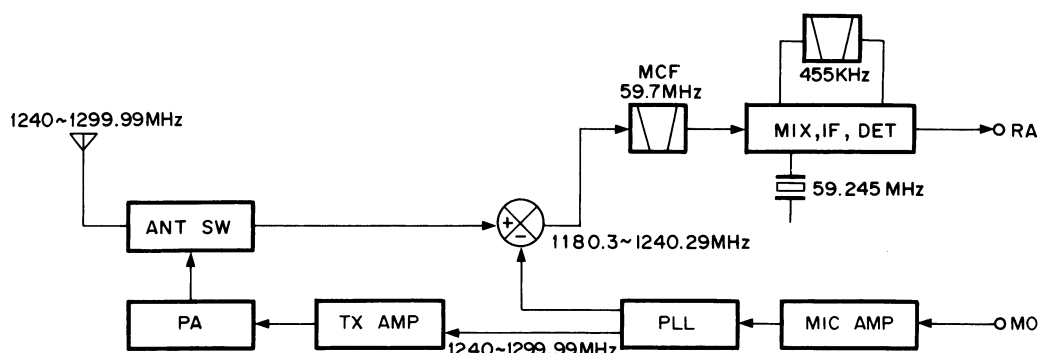 455KHz
MCF
59.7MHz
1240~1299.99MHz
MIX, IF, DET
RA
59.245 MHz
ANT SW
+
-
1180.3~1240.29MHz
PA
TX AMP
PLL
MIC AMP
MO
1240~1299.99MHz